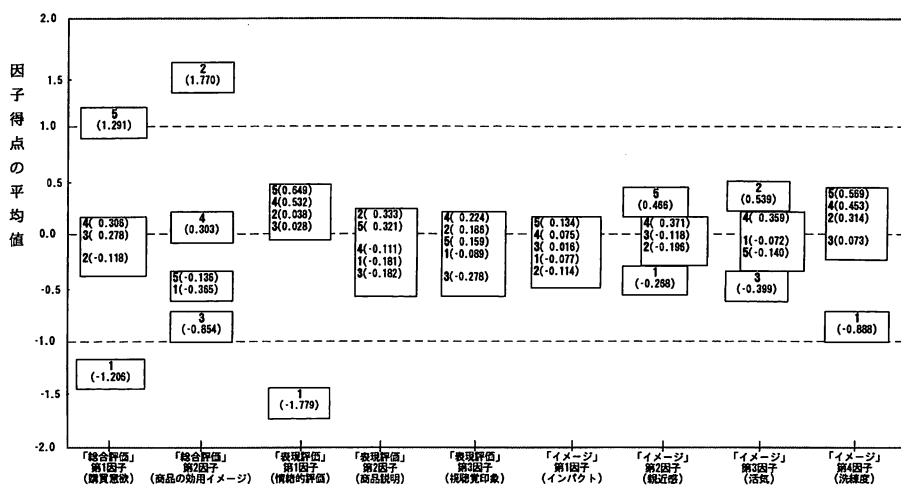 因子得点の平均値
2.0
1.5
1.0
0.5
0.0
-0.5
-1.0
-1.5
-2.0
5
(1.291)
4( 0.306)
3( 0.278)
2(-0.118)
1
(-1.206)
2
(1.770)
4
(0.303)
5(-0.136)
1(-0.365)
3
(-0.854)
5(0.649)
4(0.532)
2(0.038)
3(0.028)
1
(-1.779)
2( 0.333)
5( 0.321)
4(-0.111)
1(-0.181)
3(-0.182)
4( 0.224)
2( 0.186)
5( 0.159)
1(-0.089)
3(-0.278)
5( 0.134)
4( 0.075)
3( 0.016)
1(-0.077)
2(-0.114)
5
(0.466)
4( 0.371)
3(-0.118)
2(-0.196)
1
(-0.268)
2
(0.539)
4( 0.359)
1(-0.072)
5(-0.140)
3
(-0.399)
5(0.569)
4(0.453)
2(0.314)
3(0.073)
1
(-0.888)
「総合評価」
第1因子
(購買意欲)
「総合評価」
第2因子
(商品の効用イメージ)
「表現評価」
第1因子
(情緒的評価)
「表現評価」
第2因子
(商品説明)
「表現評価」
第3因子
(視聴覚印象)
「イメージ」
第1因子
(インパクト)
「イメージ」
第2因子
(親近感)
「イメージ」
第3因子
(活気)
「イメージ」
第4因子
(洗練度)